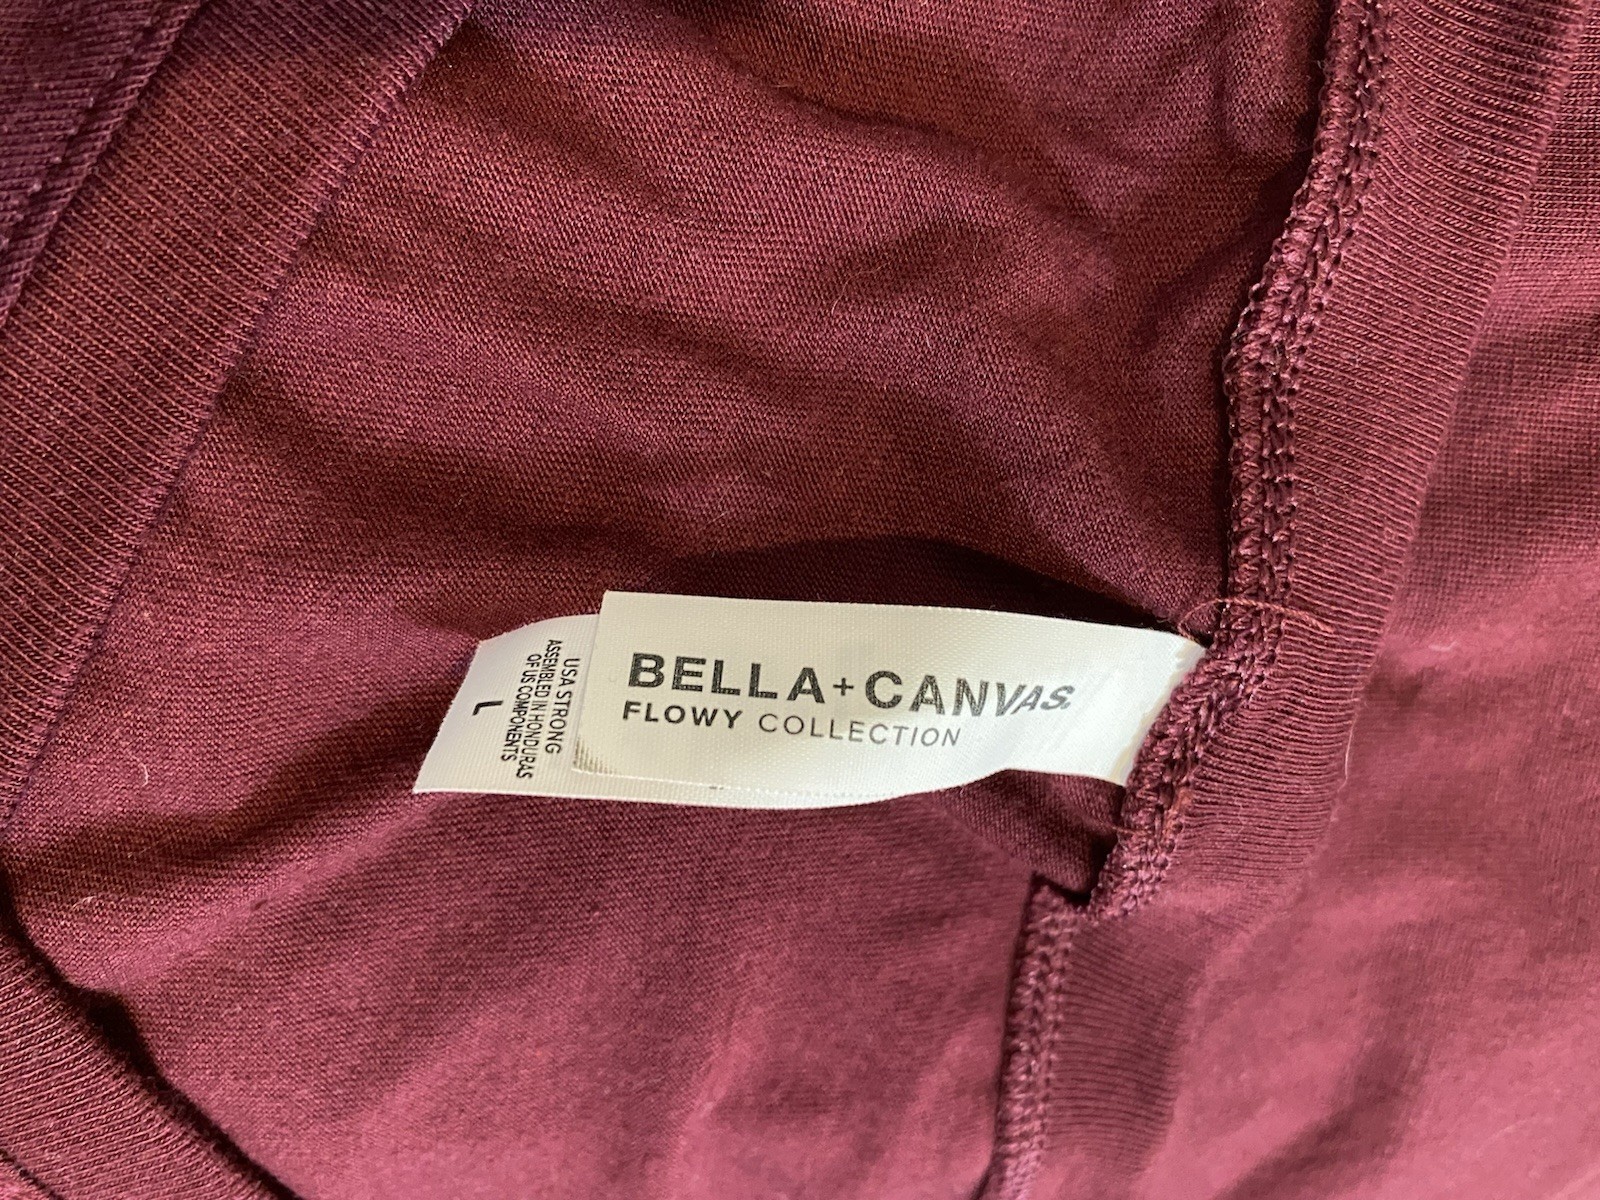 BELLA+CANVAS.
FLOWY COLLECTION
USA STRONG
ASSEMBLED IN HONDURAS
OF US COMPONENTS
L